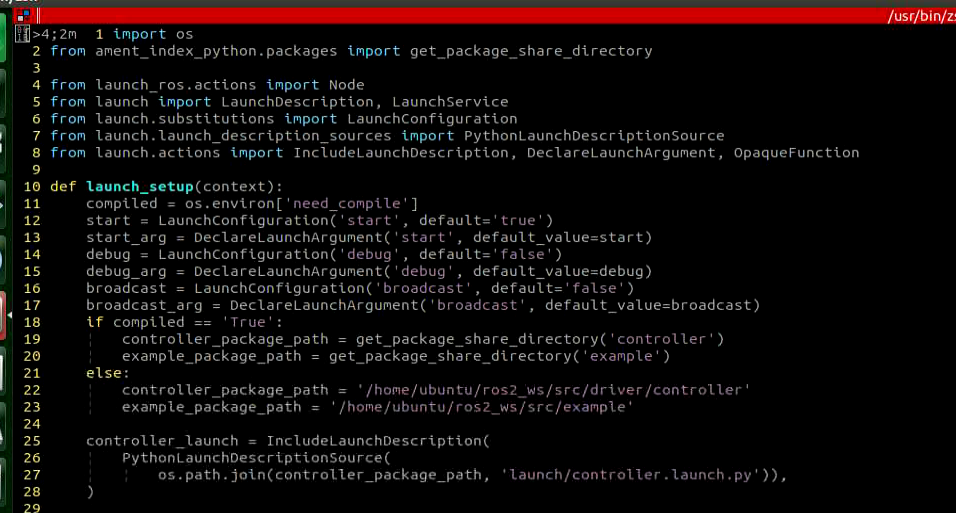 /usr/bin/zs
>4;2m  1 import os
2 from ament_index_python.packages import get_package_share_directory
3
4 from launch_ros.actions import Node
5 from launch import LaunchDescription, LaunchService
6 from launch.substitutions import LaunchConfiguration
7 from launch.launch_description_sources import PythonLaunchDescriptionSource
8 from launch.actions import IncludeLaunchDescription, DeclareLaunchArgument, OpaqueFunction
9
10 def launch_setup(context):
11     compiled = os.environ['need_compile']
12     start = LaunchConfiguration('start', default='true')
13     start_arg = DeclareLaunchArgument('start', default_value=start)
14     debug = LaunchConfiguration('debug', default='false')
15     debug_arg = DeclareLaunchArgument('debug', default_value=debug)
16     broadcast = LaunchConfiguration('broadcast', default='false')
17     broadcast_arg = DeclareLaunchArgument('broadcast', default_value=broadcast)
18     if compiled == 'True':
19         controller_package_path = get_package_share_directory('controller')
20         example_package_path = get_package_share_directory('example')
21     else:
22         controller_package_path = '/home/ubuntu/ros2_ws/src/driver/controller'
23         example_package_path = '/home/ubuntu/ros2_ws/src/example'
24
25     controller_launch = IncludeLaunchDescription(
26         PythonLaunchDescriptionSource(
27             os.path.join(controller_package_path, 'launch/controller.launch.py')),
28     )
29